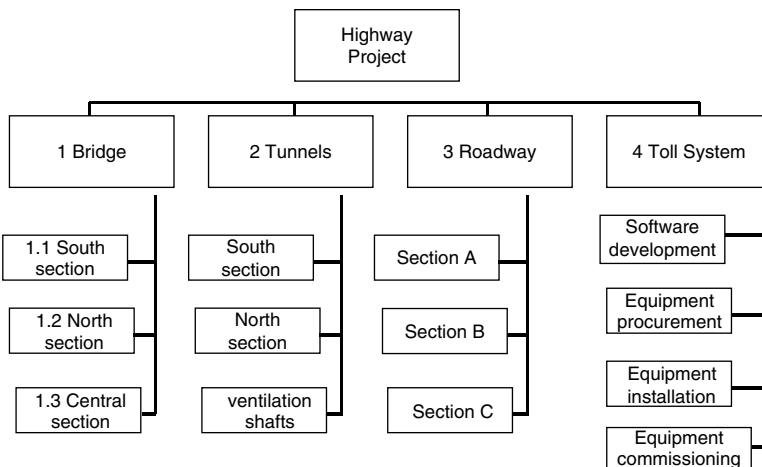 Highway
Project
1 Bridge
2 Tunnels
3 Roadway
4 Toll System
1.1 South
section
1.2 North
section
1.3 Central
section
South
section
North
section
ventilation
shafts
Section A
Section B
Section C
Software
development
Equipment
procurement
Equipment
installation
Equipment
commissioning